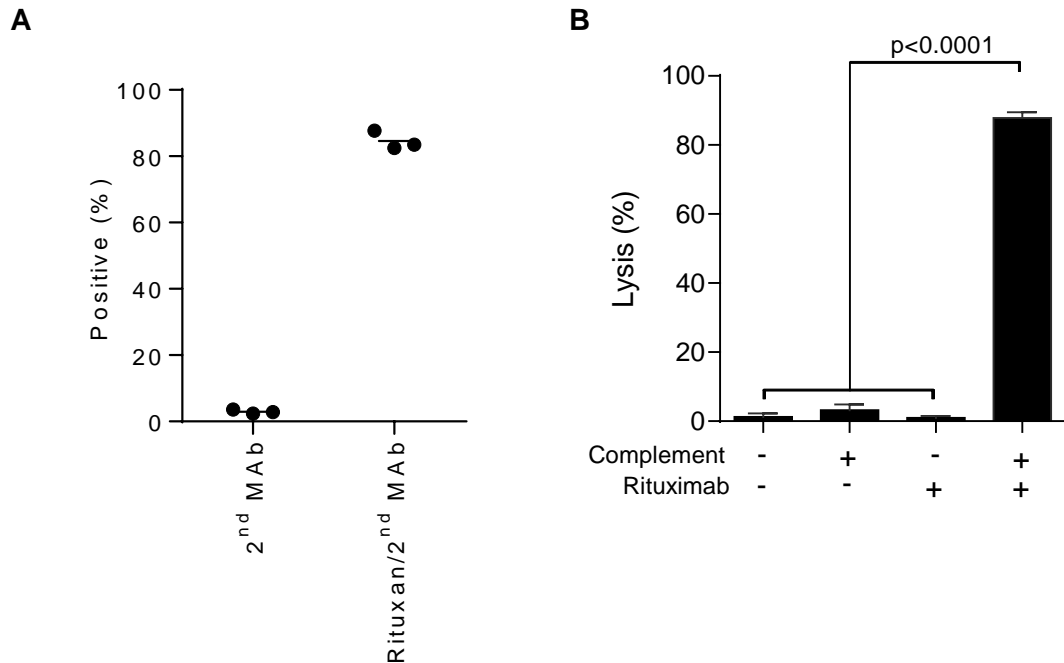 A
Positive (%)
100
80
60
40
20
0
2nd MAb
Rituxan/2nd MAb
B
p<0.0001
Lysis (%)
100
80
60
40
20
0
Complement - + - +
Rituximab - - + +